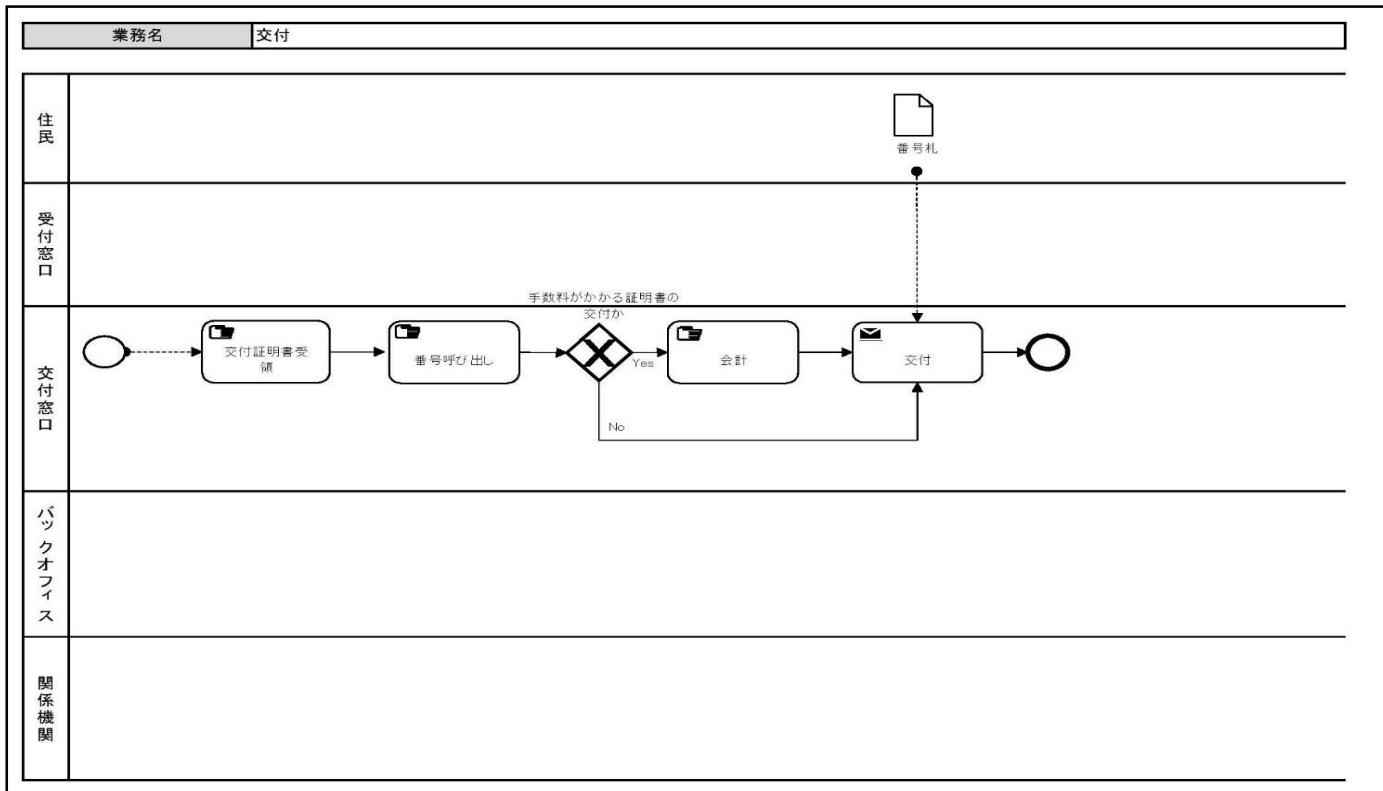 業務名
交付
住民
番号札
受付窓口
手数料がかかる証明書の
交付か
交付窓口
交付証明書受
領
番号呼び出し
Yes
会計
交付
No
バックオフィス
関係機関